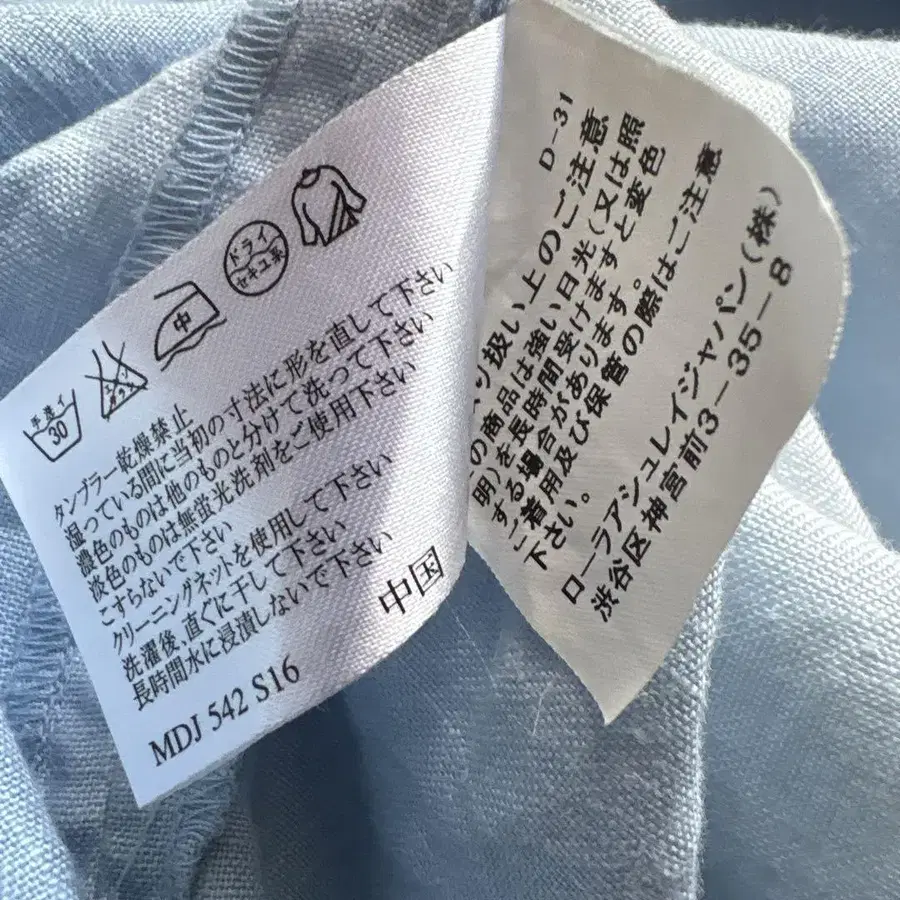 手洗イ
30
中
ドライ
セキユ系
タンブラー乾燥禁止
湿っている間に当初の寸法に形を直して下さい
濃色のものは他のものと分けて洗って下さい
淡色のものは無蛍光洗剤をご使用下さい
こすらないで下さい
クリーニングネットを使用して下さい
洗濯後、直ぐに干して下さい
長時間水に浸漬しないで下さい
中国
MDJ 542 S16
D-31
り扱い上のご注意
の商品は強い日光(又は照
明)を長時間受けますと変色
する場合があります。
ご着用及び保管の際はご注意
下さい。
ローラアシュレイジャパン(株)
渋谷区神宮前3-35-8